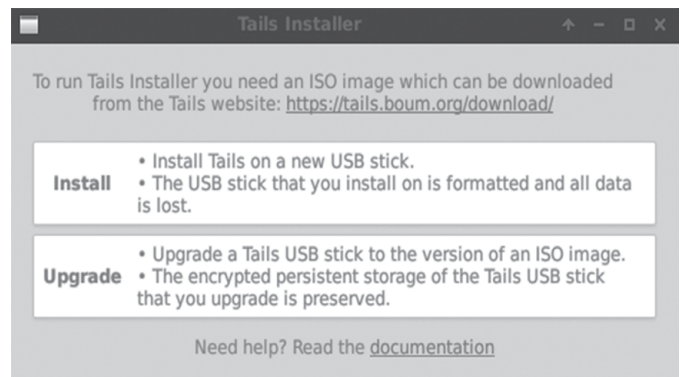 Tails Installer
To run Tails Installer you need an ISO image which can be downloaded
from the Tails website: https://tails.boum.org/download/
Install
• Install Tails on a new USB stick.
• The USB stick that you install on is formatted and all data
is lost.
Upgrade
• Upgrade a Tails USB stick to the version of an ISO image.
• The encrypted persistent storage of the Tails USB stick
that you upgrade is preserved.
Need help? Read the documentation